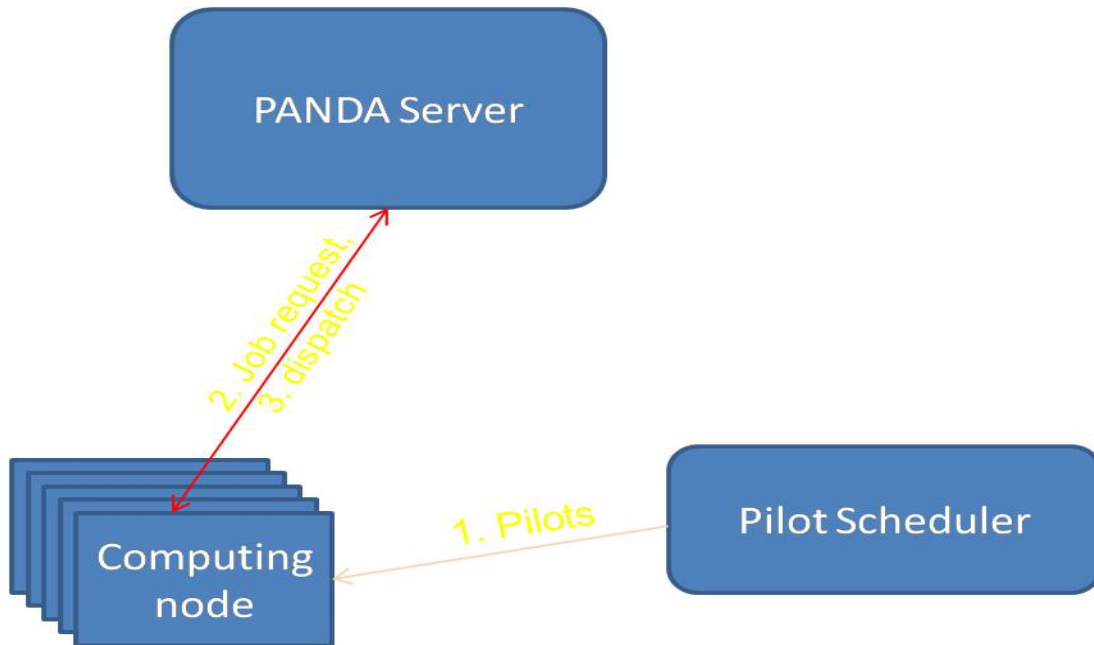 PANDA Server
2. Job request,
3. dispatch
1. Pilots
Pilot Scheduler
Computing
node